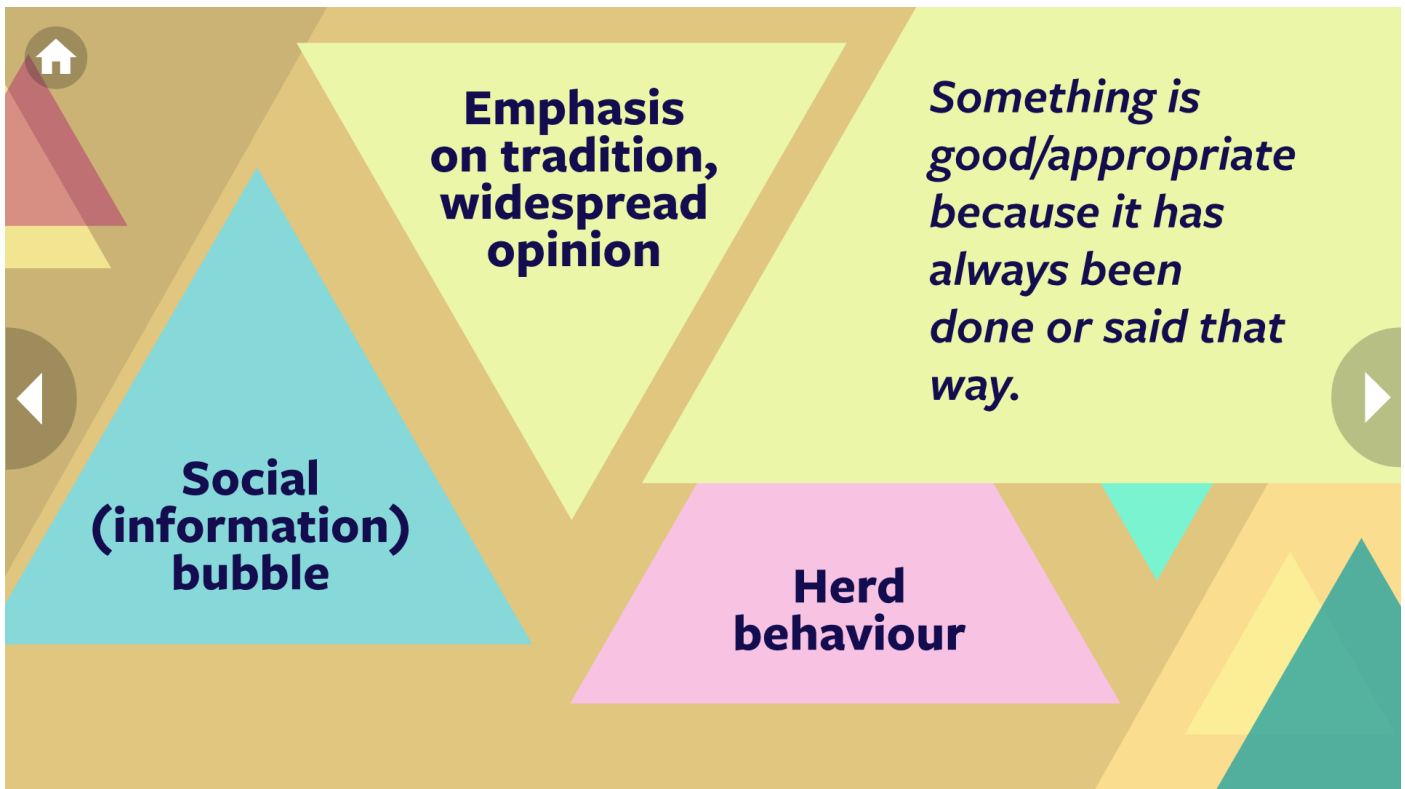 Emphasis
on tradition,
widespread
opinion
Something is
good/appropriate
because it has
always been
done or said that
way.
Social
(information)
bubble
Herd
behaviour